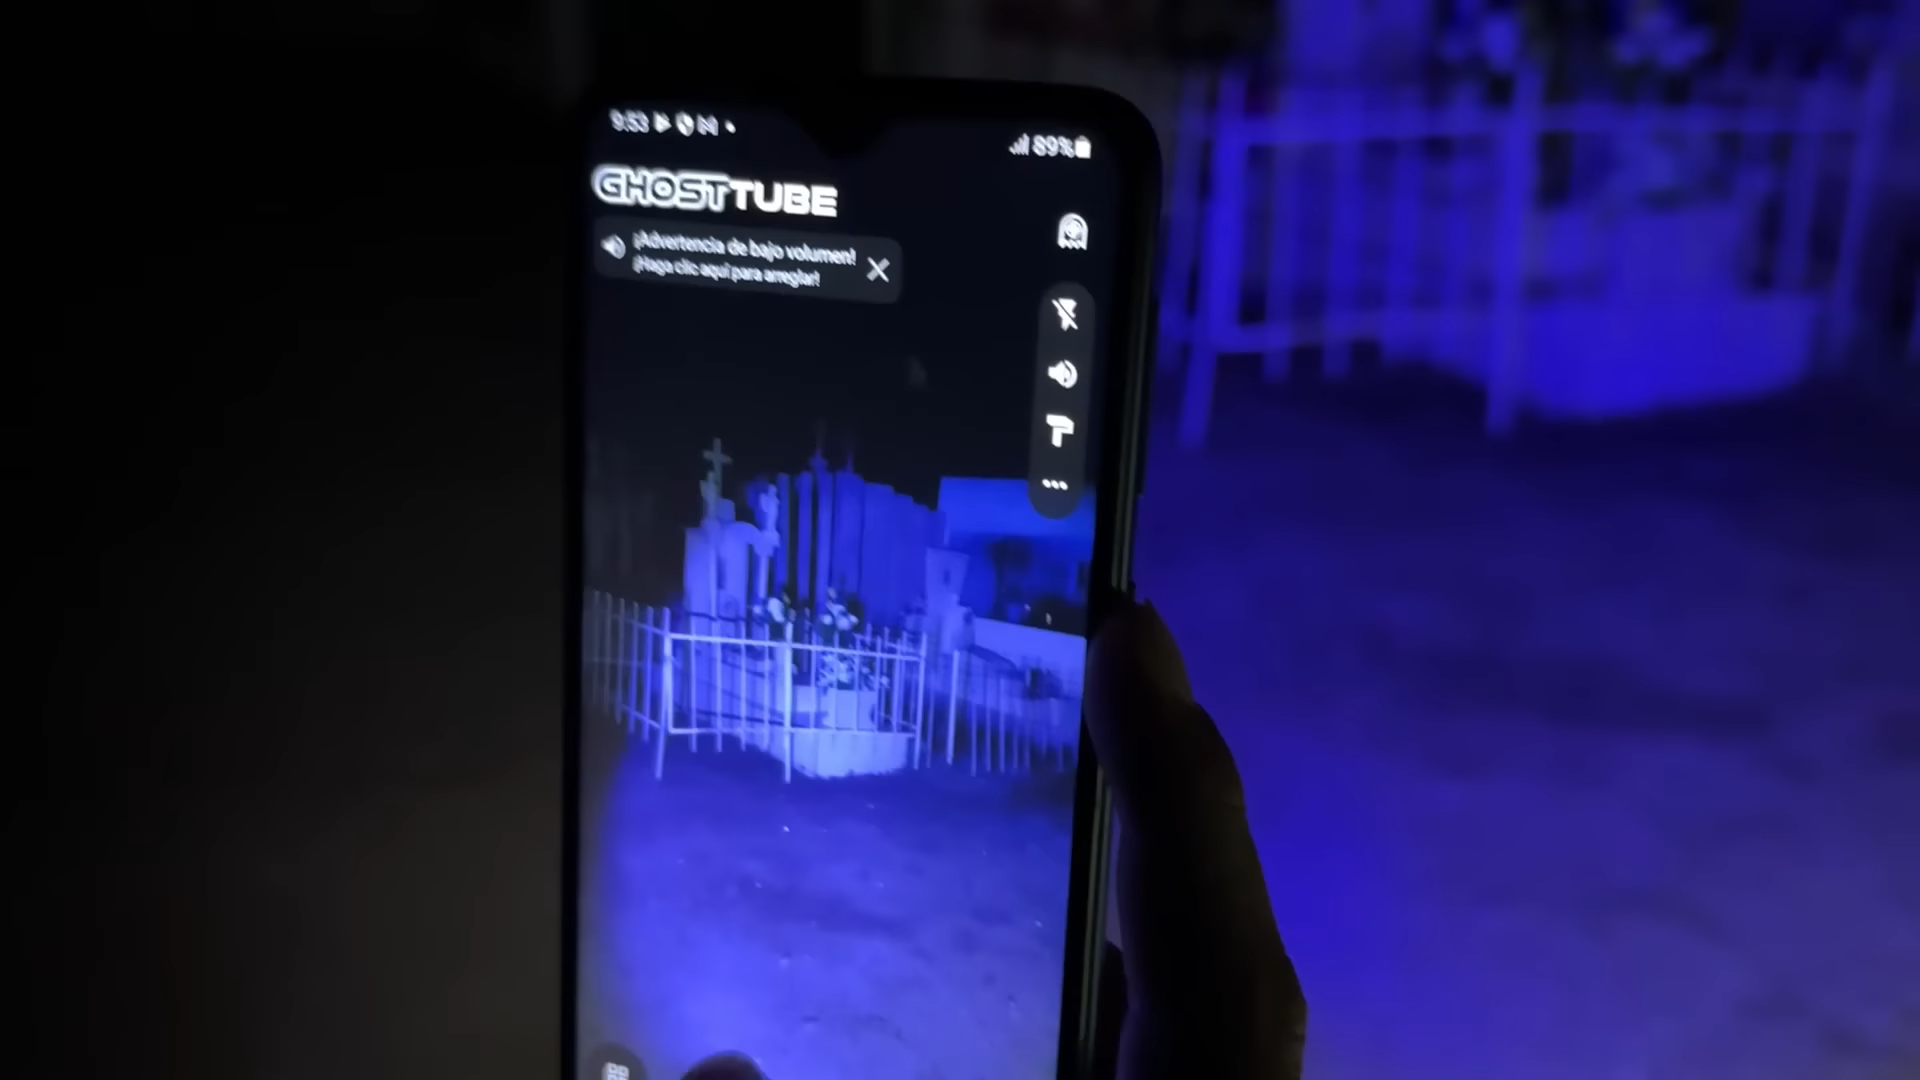 9:53
89%
GHOSTTUBE
¡Advertencia de bajo volumen!
¡Haga clic aquí para arreglar!